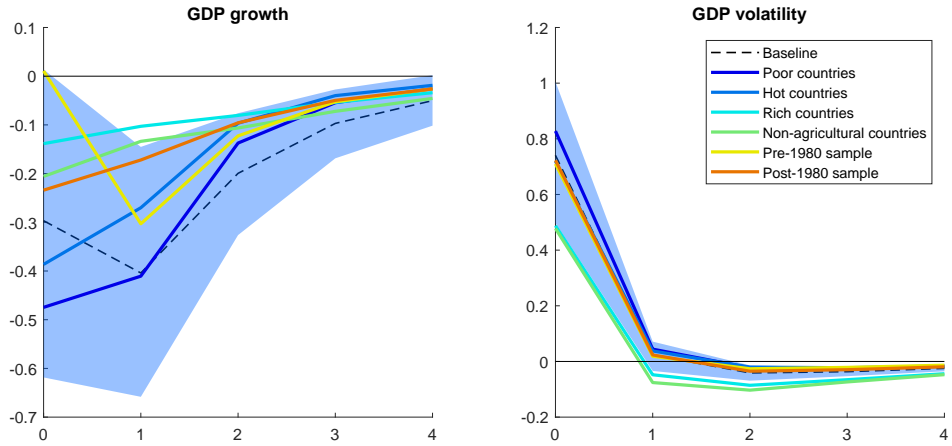 GDP growth
0.1
0
-0.1
-0.2
-0.3
-0.4
-0.5
-0.6
-0.7
0 1 2 3 4
GDP volatility
1.2
1
0.8
0.6
0.4
0.2
0
-0.2
0 1 2 3 4
Baseline
Poor countries
Hot countries
Rich countries
Non-agricultural countries
Pre-1980 sample
Post-1980 sample